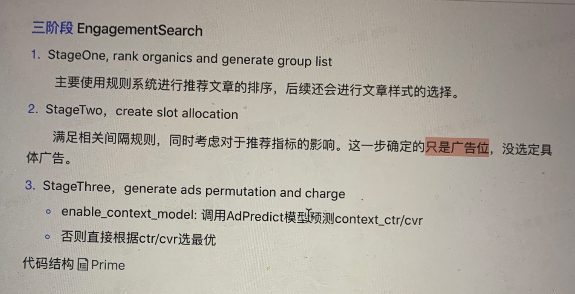 三阶段 EngagementSearch
1. StageOne, rank organics and generate group list
主要使用规则系统进行推荐文章的排序，后续还会进行文章样式的选择。
2. StageTwo，create slot allocation
满足相关间隔规则，同时考虑对于推荐指标的影响。这一步确定的只是广告位，没选定具
体广告。
3. StageThree，generate ads permutation and charge
enable_context_model: 调用AdPredict模型预测context_ctr/cvr
否则直接根据ctr/cvr选最优
代码结构 Prime